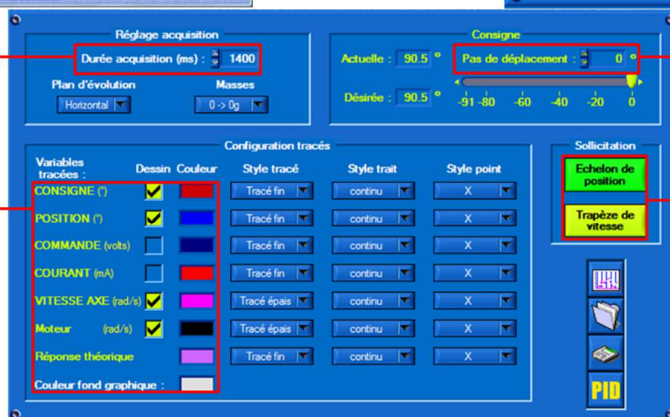 Réglage acquisition
Durée acquisition (ms) : 1400
Plan d'évolution Masses
Horizontal 0 -> 0g
Consigne
Actuelle : 90.5 ° Pas de déplacement : 0 °
Désirée : 90.5 °
-91 -80 -60 -40 -20 0
Configuration tracés
Variables
tracées : Dessin Couleur Style tracé Style trait Style point
CONSIGNE (°) Tracé fin continu X
POSITION (°) Tracé fin continu X
COMMANDE (volts) Tracé fin continu X
COURANT (mA) Tracé fin continu X
VITESSE AXE (rad/s) Tracé épais continu X
Moteur (rad/s) Tracé épais continu X
Réponse théorique Tracé fin continu X
Couleur fond graphique :
Sollicitation
Echelon de
position
Trapèze de
vitesse
PID